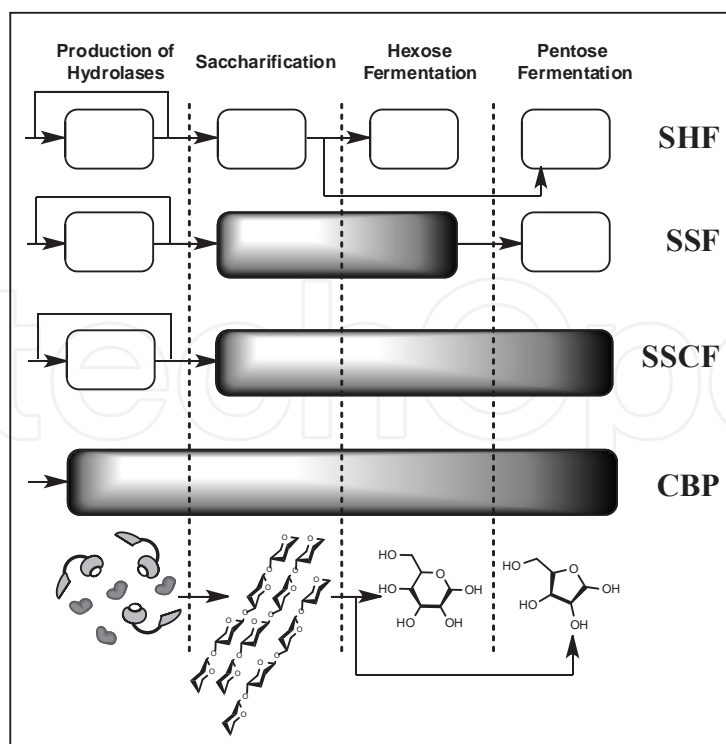 Production of
Hydrolases
Saccharification
Hexose
Fermentation
Pentose
Fermentation
SHF
SSF
SSCF
CBP
HO
O
HO
OH
HO
OH
HO
O
HO
OH
OH